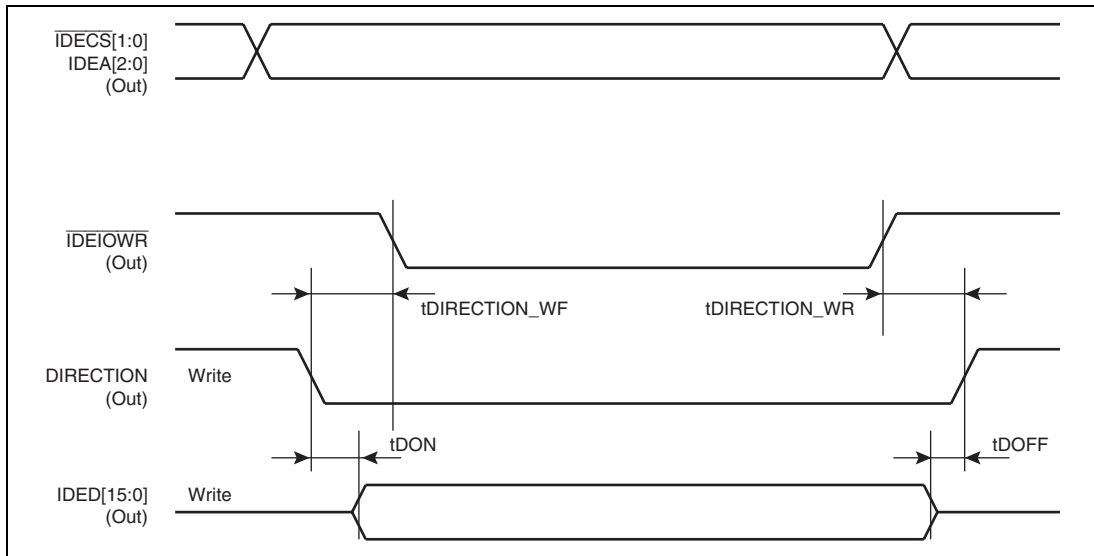 IDECS[1:0]
IDEA[2:0]
(Out)
IDEIOWR
(Out)
tDIRECTION_WF
tDIRECTION_WR
DIRECTION
(Out)
Write
tDON
tDOFF
IDED[15:0]
(Out)
Write